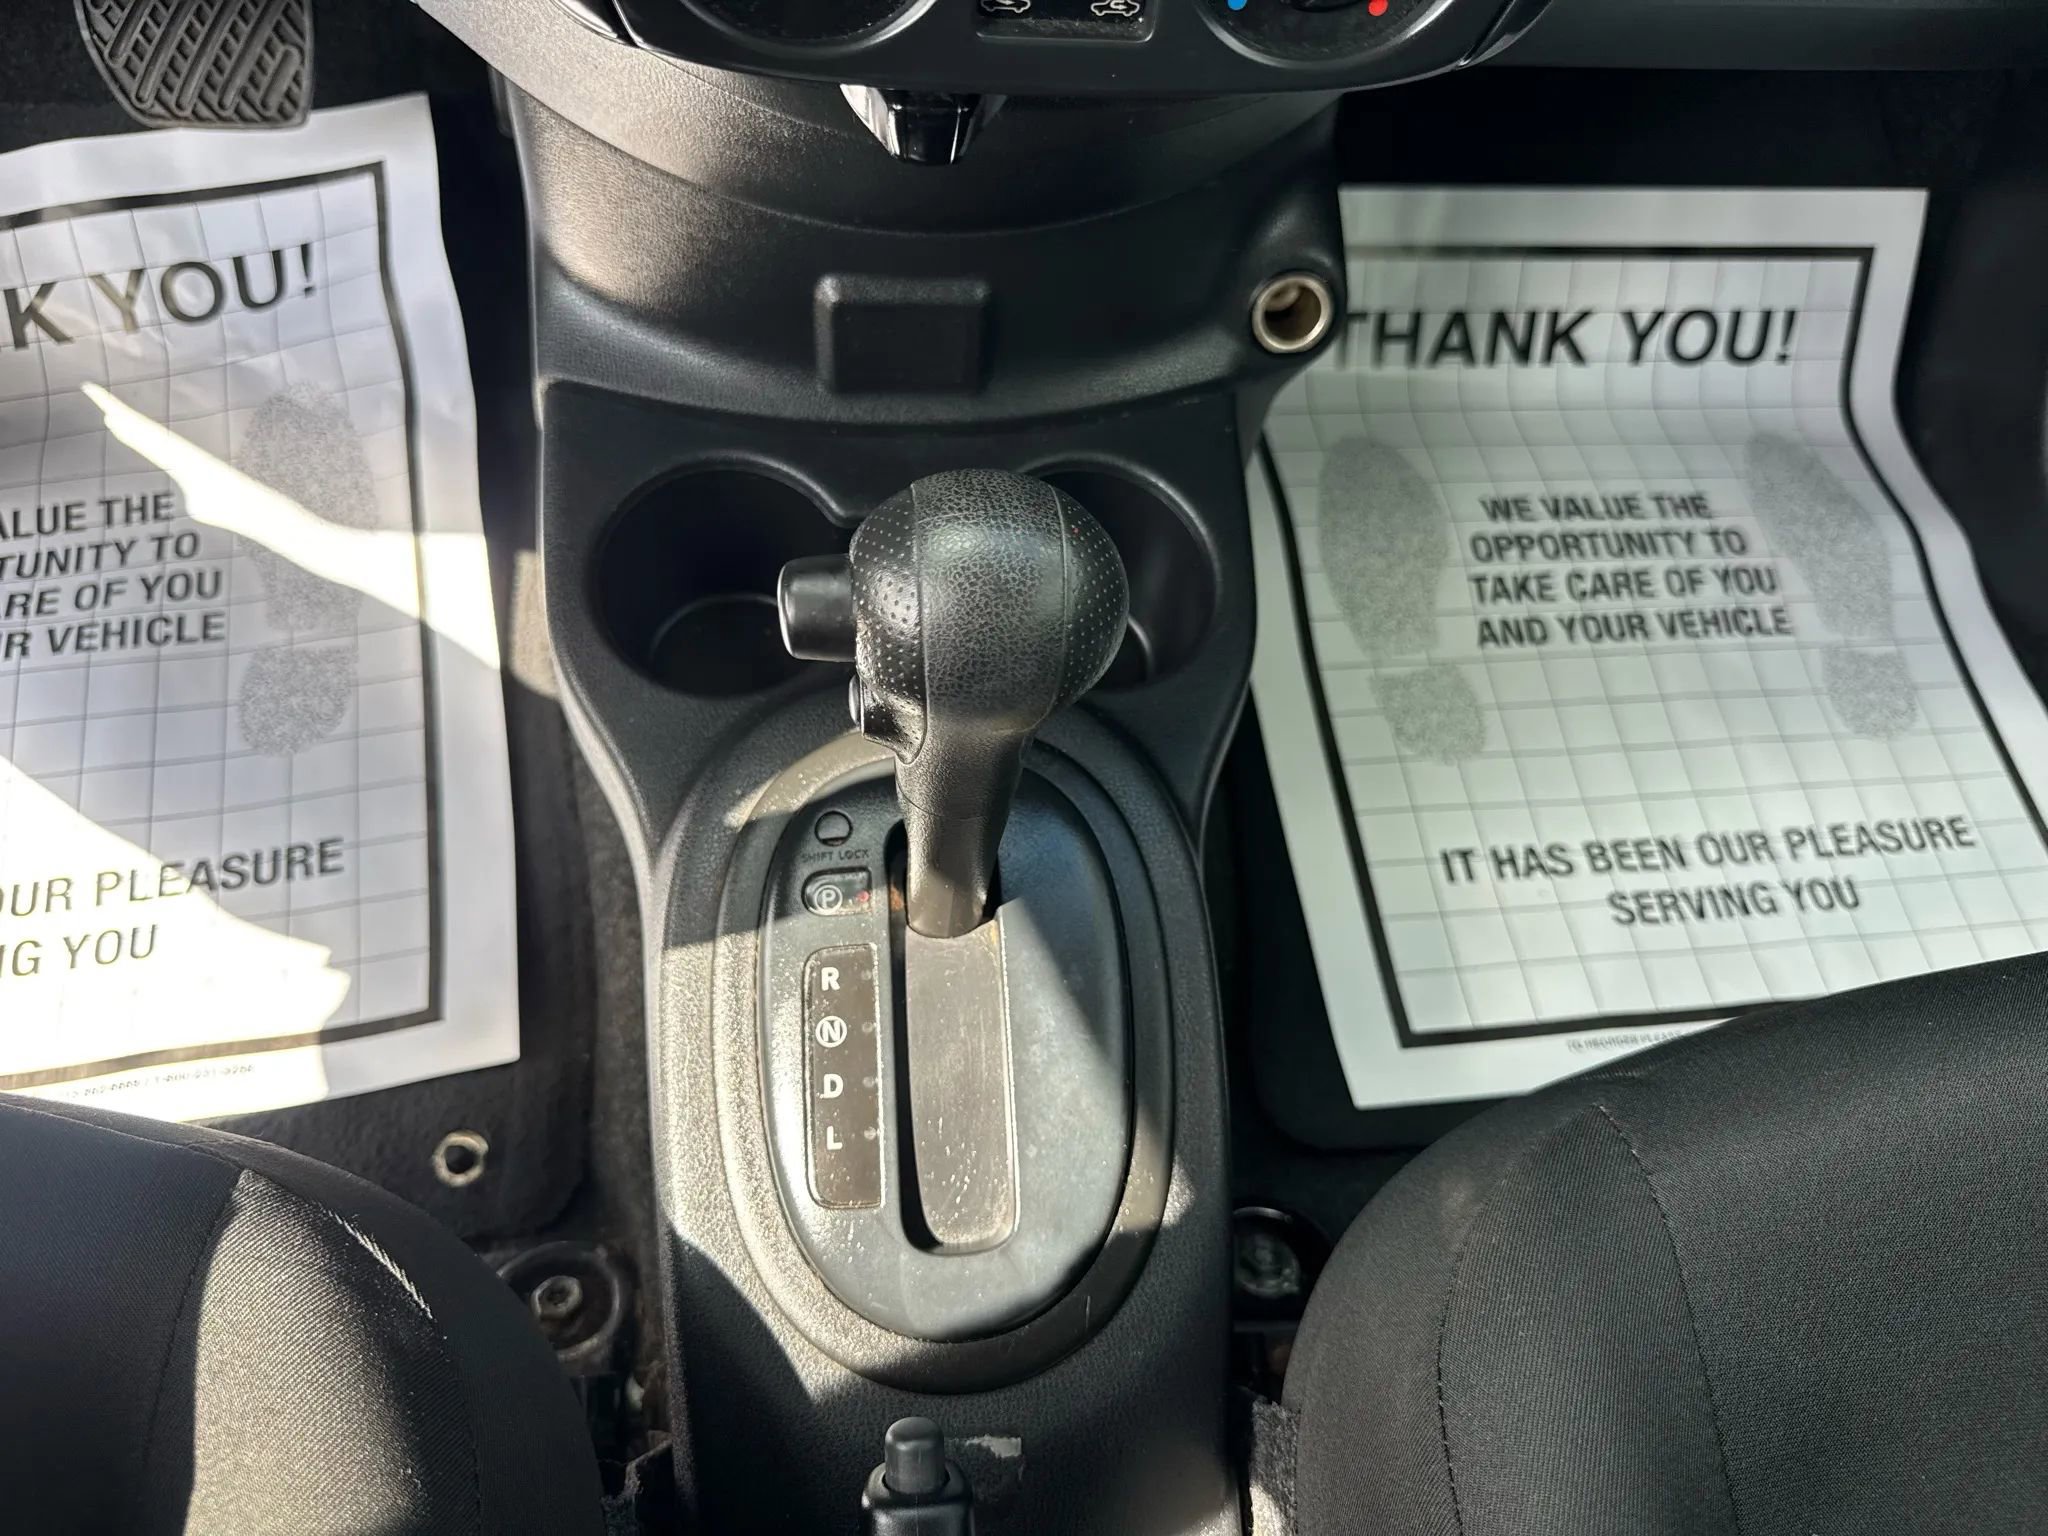 K YOU!
ALUE THE
TUNITY TO
ARE OF YOU
R VEHICLE
OUR PLEASURE
NG YOU
THANK YOU!
WE VALUE THE
OPPORTUNITY TO
TAKE CARE OF YOU
AND YOUR VEHICLE
IT HAS BEEN OUR PLEASURE
SERVING YOU
SHIFT LOCK
P
R
N
D
L